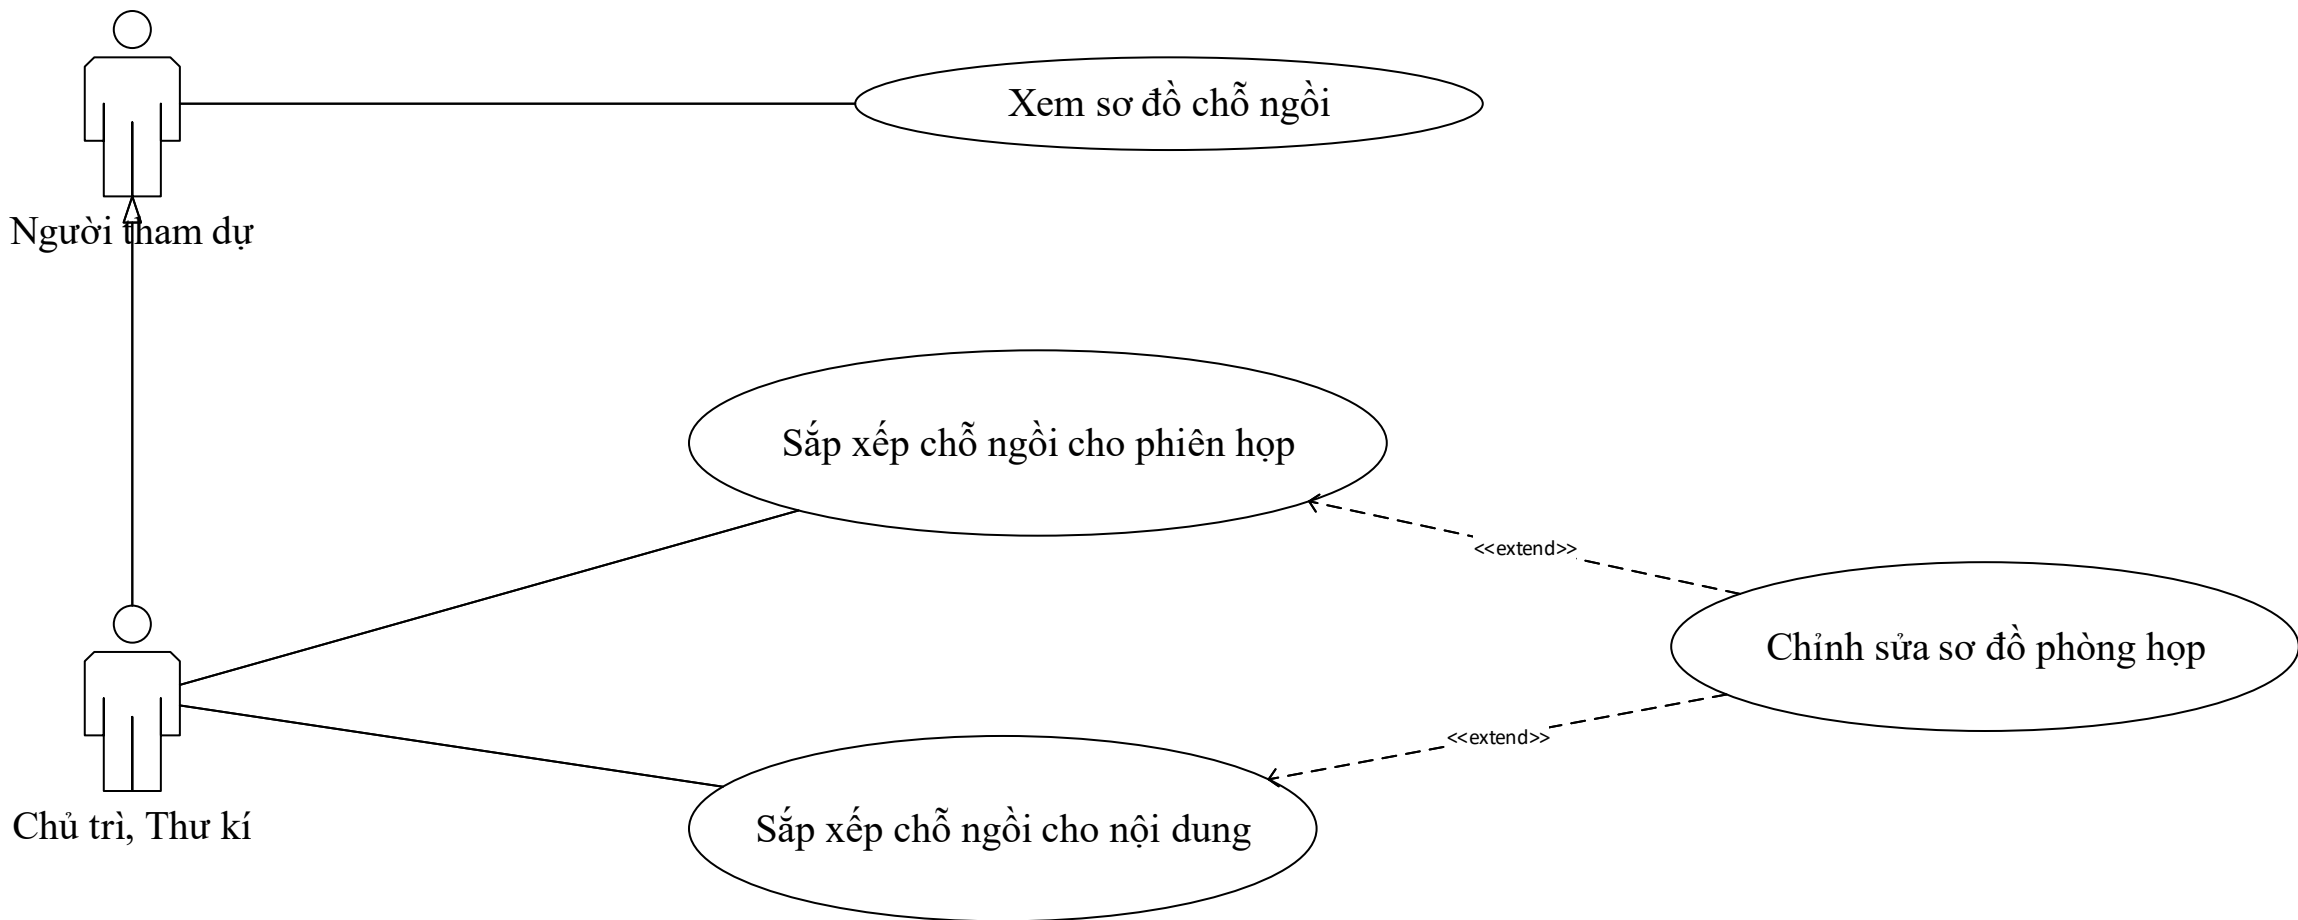 Xem sơ đồ chỗ ngồi
Người tham dự
Sắp xếp chỗ ngồi cho phiên họp
<<extend>>
Chỉnh sửa sơ đồ phòng họp
<<extend>>
Chủ trì, Thư kí
Sắp xếp chỗ ngồi cho nội dung